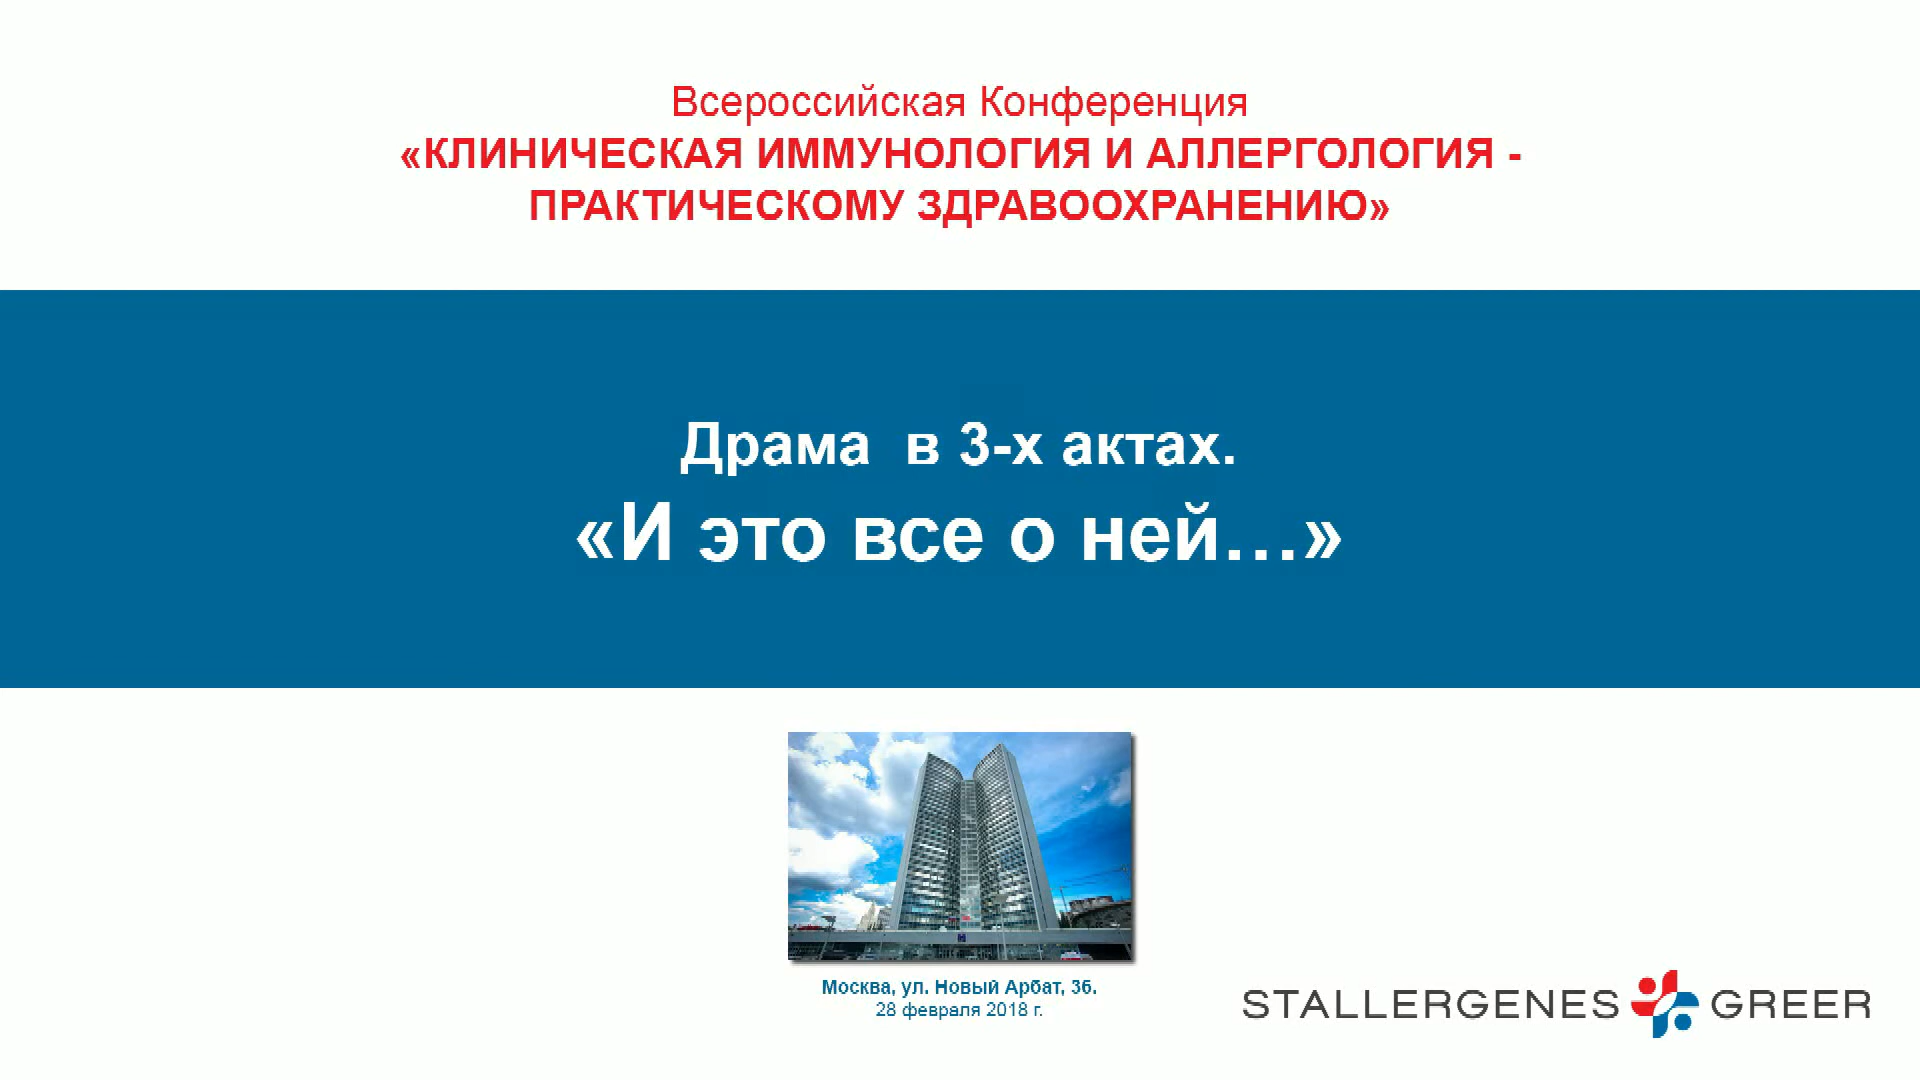 Всероссийская Конференция
«КЛИНИЧЕСКАЯ ИММУНОЛОГИЯ И АЛЛЕРГОЛОГИЯ -
ПРАКТИЧЕСКОМУ ЗДРАВООХРАНЕНИЮ»
Драма в 3-х актах.
«И это все о ней...»
Москва, ул. Новый Арбат, 36.
28 февраля 2018 г.
STALLERGENES GREER